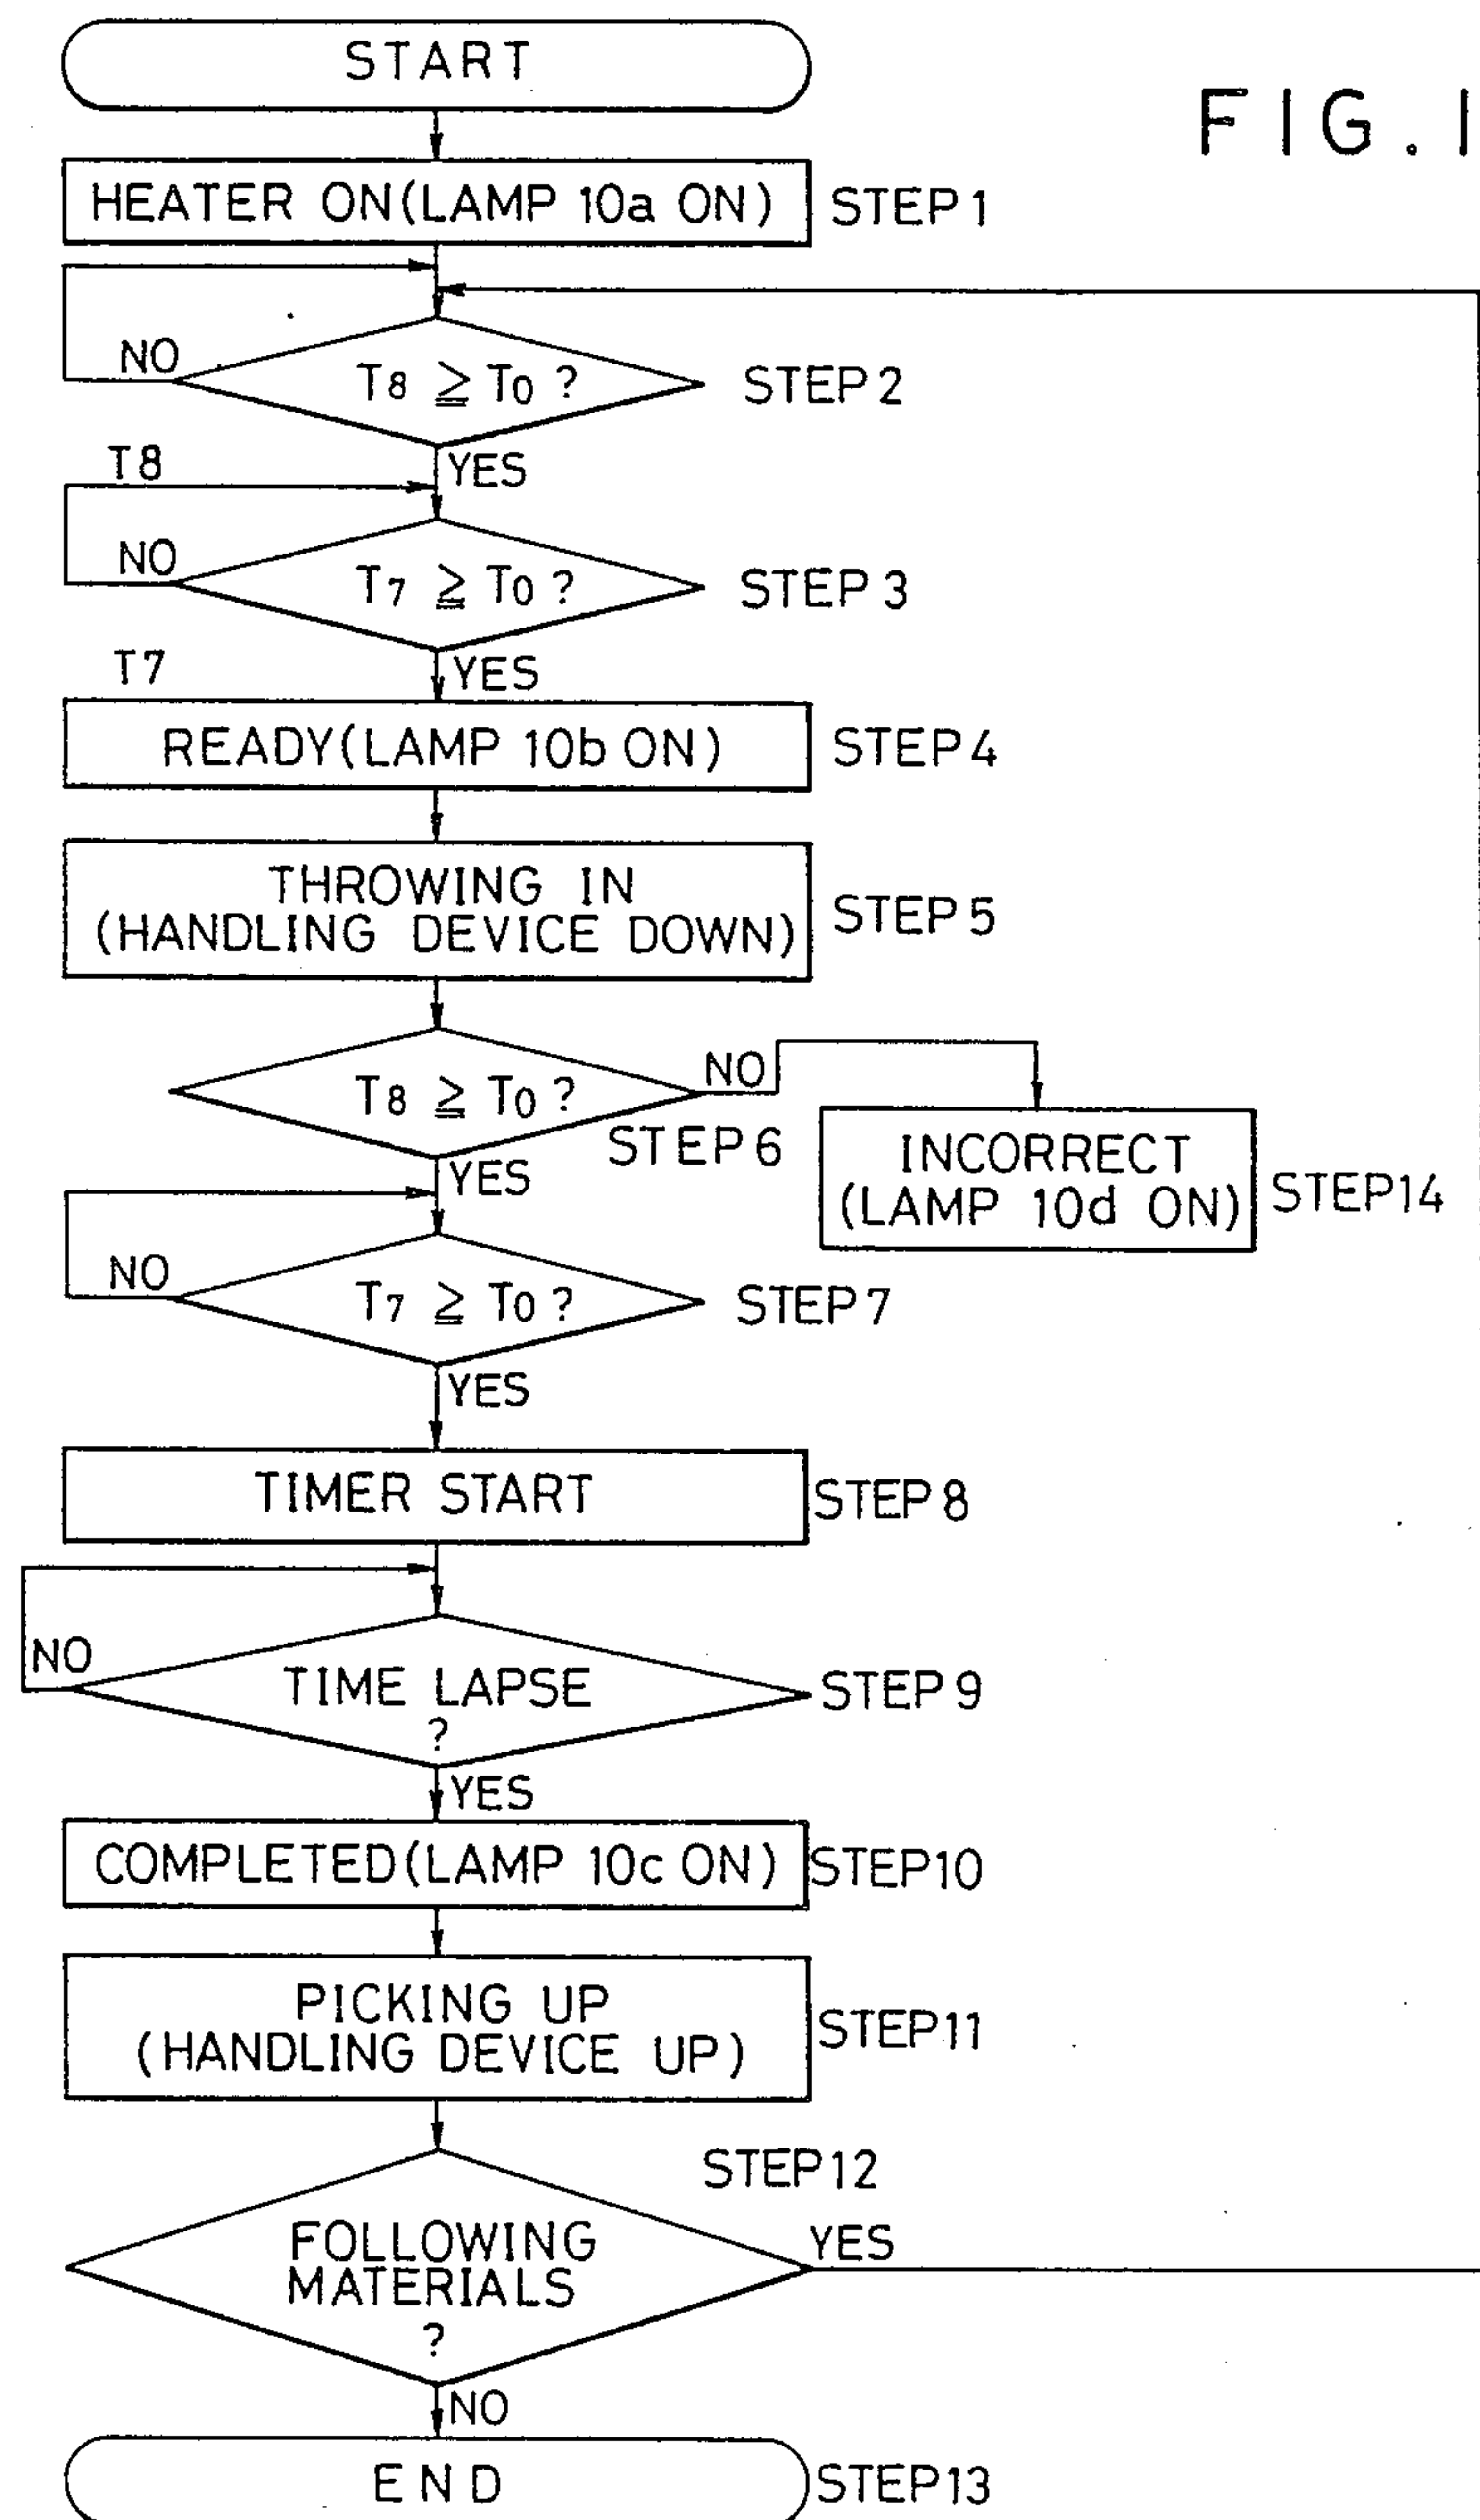 START
FIG.1
HEATER ON(LAMP 10a ON) STEP1
NO
T8 ≧ T0 ? STEP2
T8
YES
NO
T7 ≧ T0 ? STEP3
T7
YES
READY(LAMP 10b ON) STEP4
THROWING IN
(HANDLING DEVICE DOWN) STEP5
NO
T8 ≧ T0 ?
STEP6
INCORRECT
(LAMP 10d ON) STEP14
YES
NO
T7 ≧ T0 ? STEP7
YES
TIMER START STEP8
NO
TIME LAPSE
? STEP9
YES
COMPLETED(LAMP 10c ON) STEP10
PICKING UP
(HANDLING DEVICE UP) STEP11
STEP12
FOLLOWING
MATERIALS
?
YES
NO
END STEP13